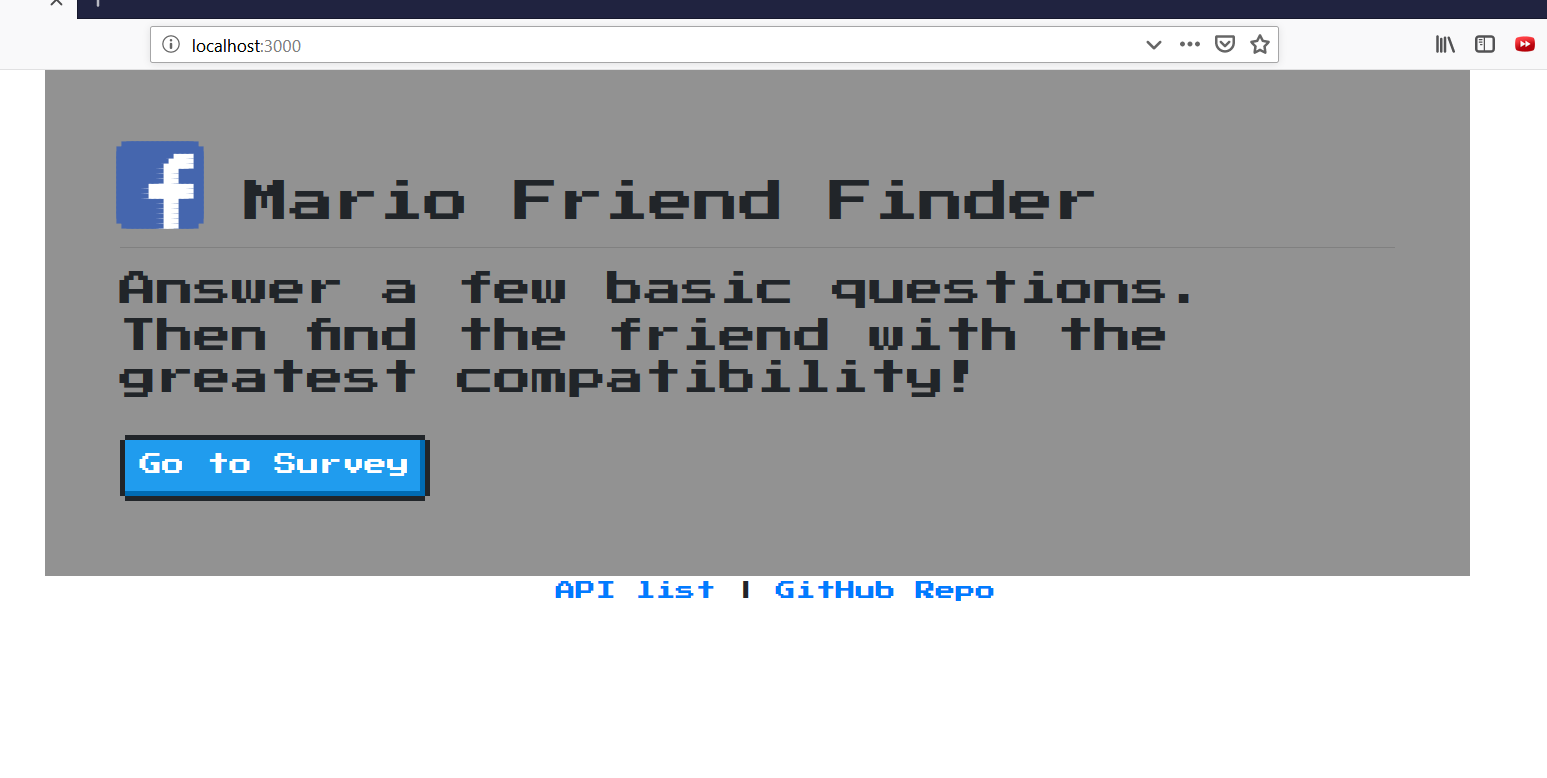 localhost:3000
f Mario Friend Finder
Answer a few basic questions.
Then find the friend with the
greatest compatibility!
Go to Survey
API list | GitHub Repo